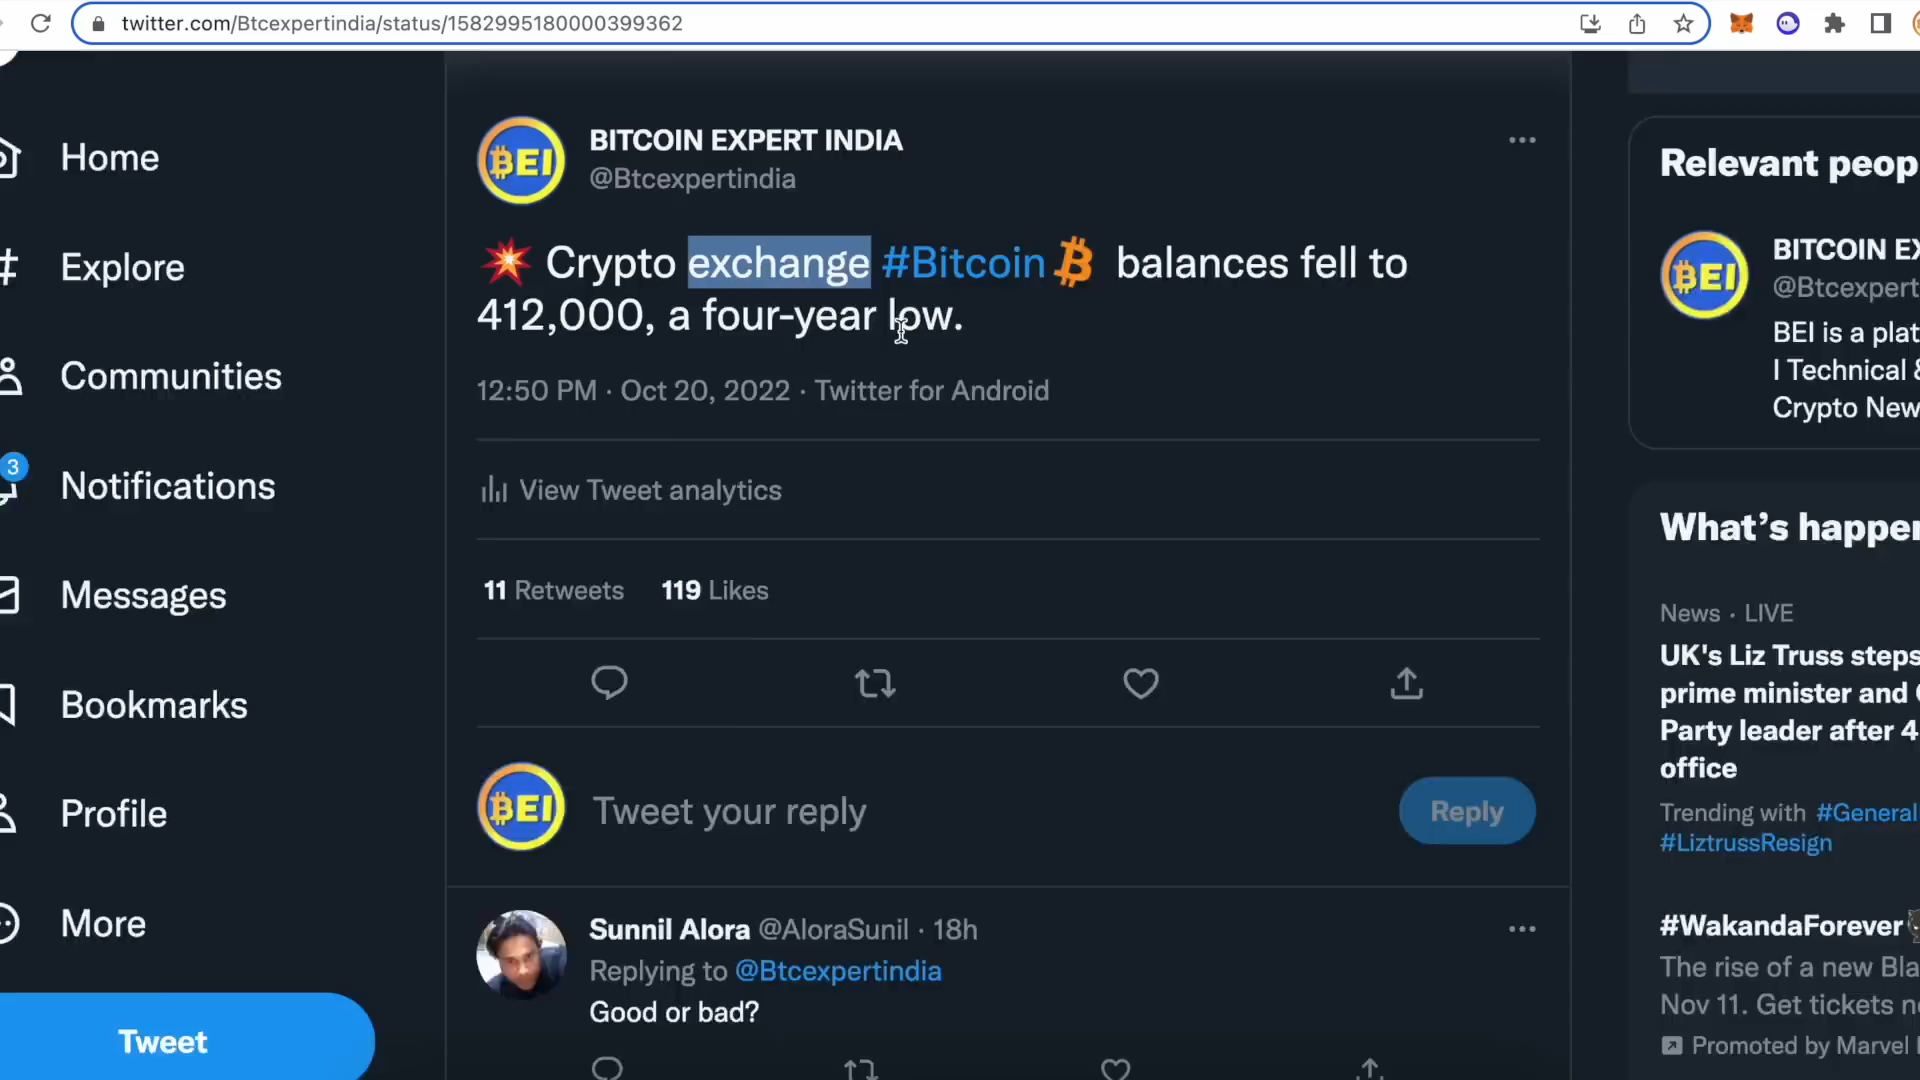 twitter.com/Btcexpertindia/status/1582995180000399362
Home
Explore
Communities
3
Notifications
Messages
Bookmarks
Profile
More
Tweet
BEI
BITCOIN EXPERT INDIA
@Btcexpertindia
Crypto exchange #Bitcoin balances fell to
412,000, a four-year low.
12:50 PM · Oct 20, 2022 · Twitter for Android
View Tweet analytics
11 Retweets 119 Likes
BEI
Tweet your reply
Reply
Sunnil Alora @AloraSunil · 18h
Replying to @Btcexpertindia
Good or bad?
Relevant peop
BEI
BITCOIN EX
@Btcexpert
BEI is a plat
I Technical &
Crypto New
What's happen
News · LIVE
UK's Liz Truss steps
prime minister and
Party leader after 4
office
Trending with #General
#LiztrussResign
#WakandaForever
The rise of a new Bla
Nov 11. Get tickets n
Promoted by Marvel